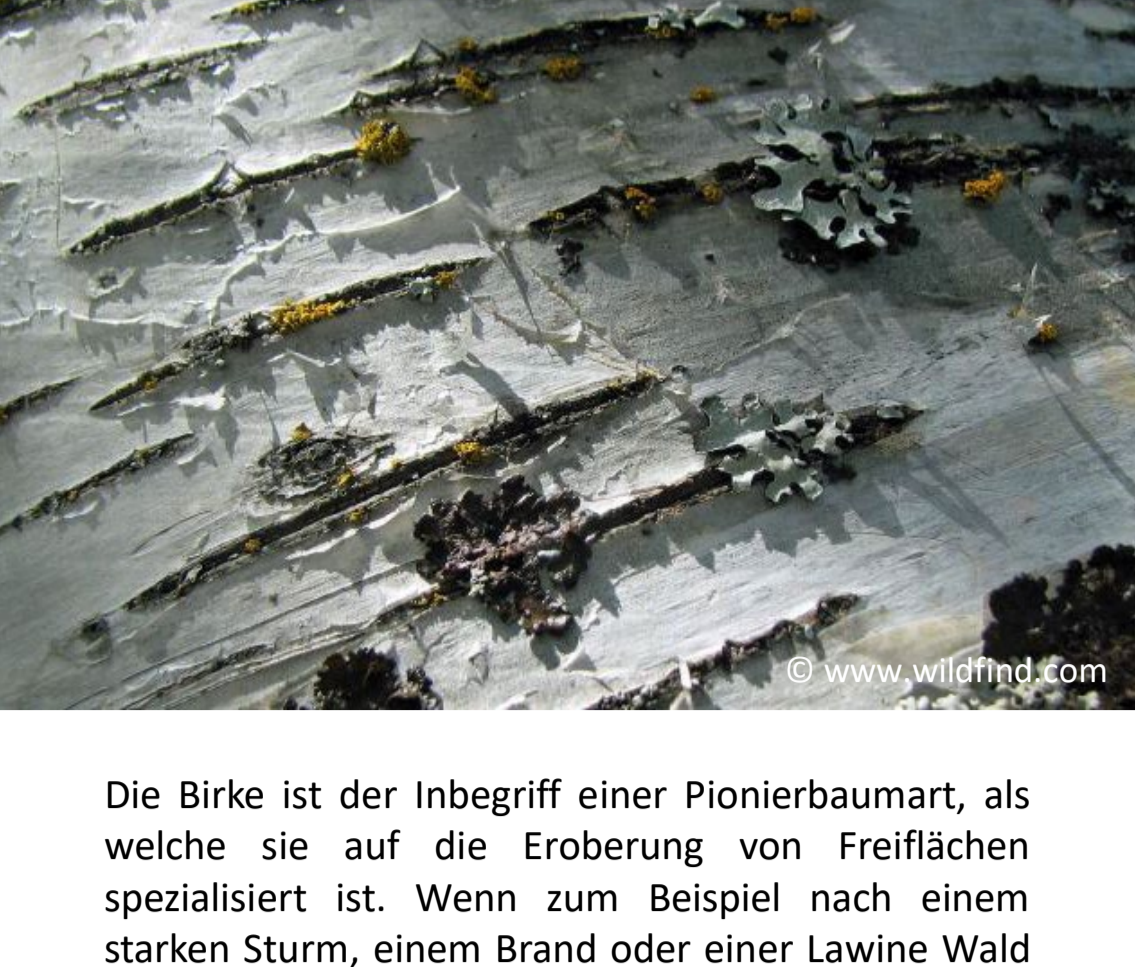 © www.wildfind.com
Die Birke ist der Inbegriff einer Pionierbaumart, als
welche sie auf die Eroberung von Freiflächen
spezialisiert ist. Wenn zum Beispiel nach einem
starken Sturm, einem Brand oder einer Lawine Wald